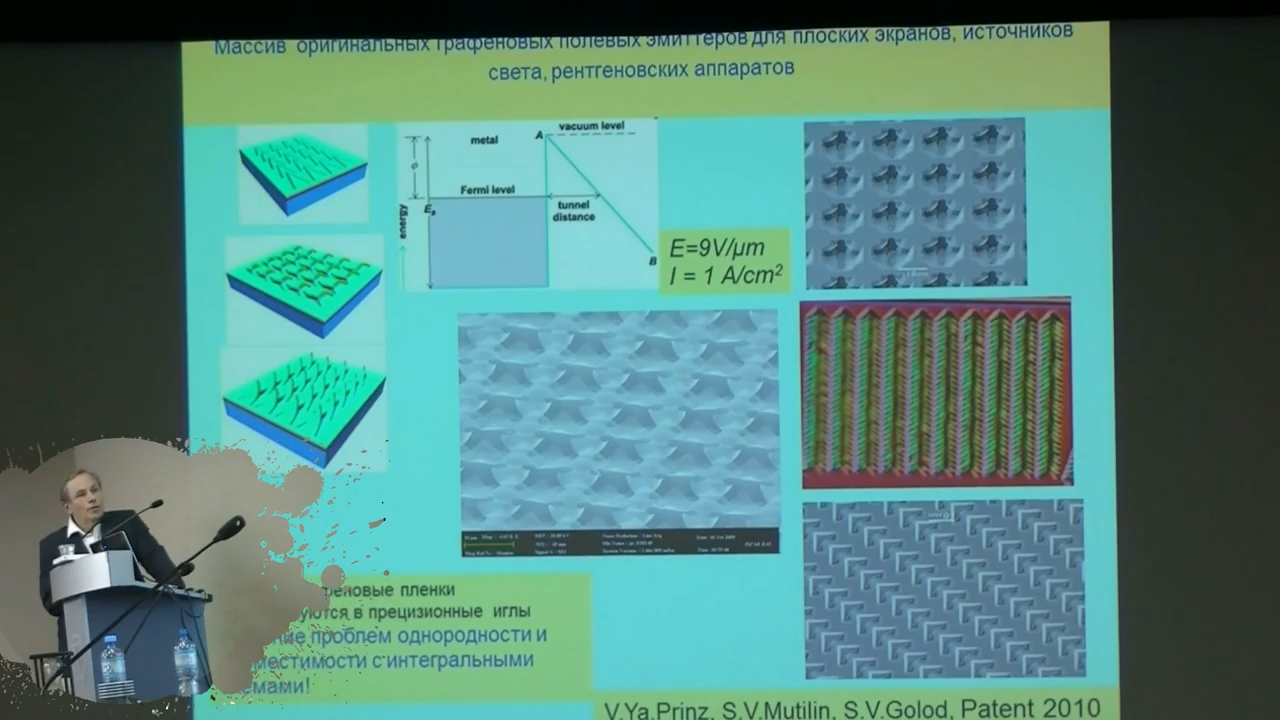 Массив оригинальных графеновых полевых эмиттеров для плоских экранов, источников
света, рентгеновских аппаратов
metal
A
vacuum level
Fermi level
energy
tunnel
distance
B
E=9V/µm
I = 1 A/cm²
пленки
в прецизионные иглы
проблем однородности и
с интегральными
V.Ya.Prinz, S.V.Mutilin, S.V.Golod, Patent 2010